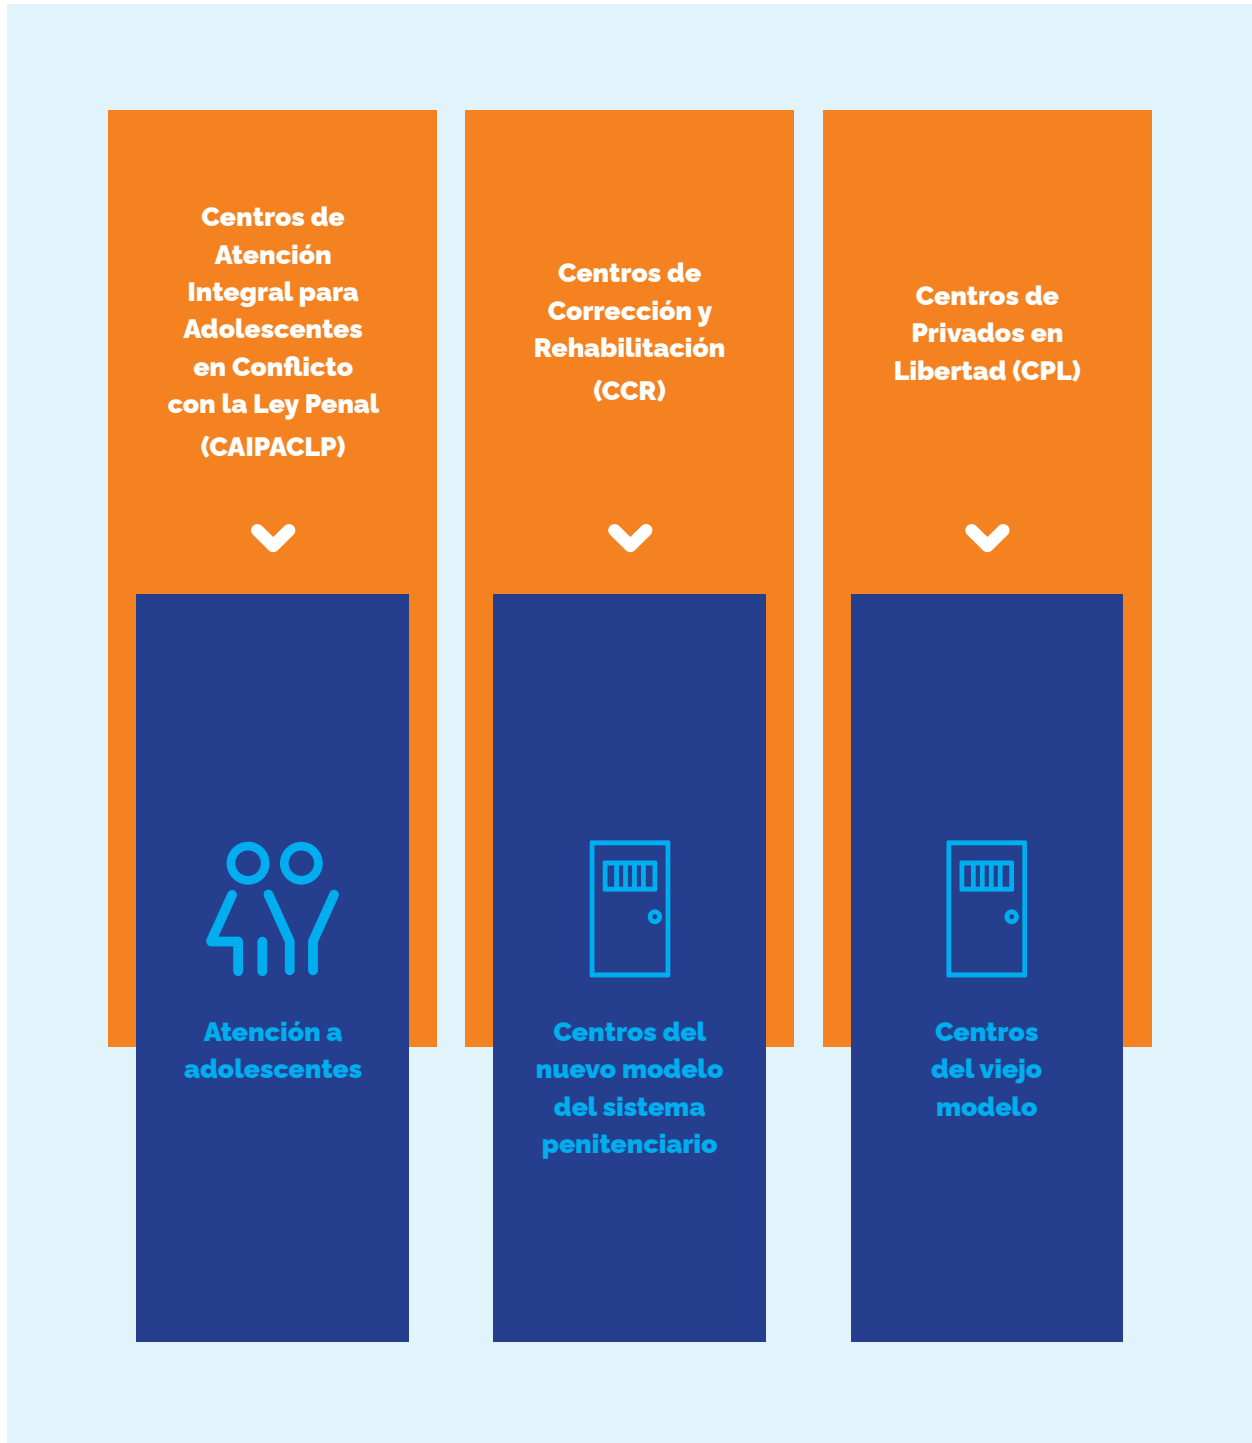 Centros de
Atención
Integral para
Adolescentes
en Conflicto
con la Ley Penal
(CAIPACLP)
Atención a
adolescentes
Centros de
Corrección y
Rehabilitación
(CCR)
Centros del
nuevo modelo
del sistema
penitenciario
Centros de
Privados en
Libertad (CPL)
Centros
del viejo
modelo